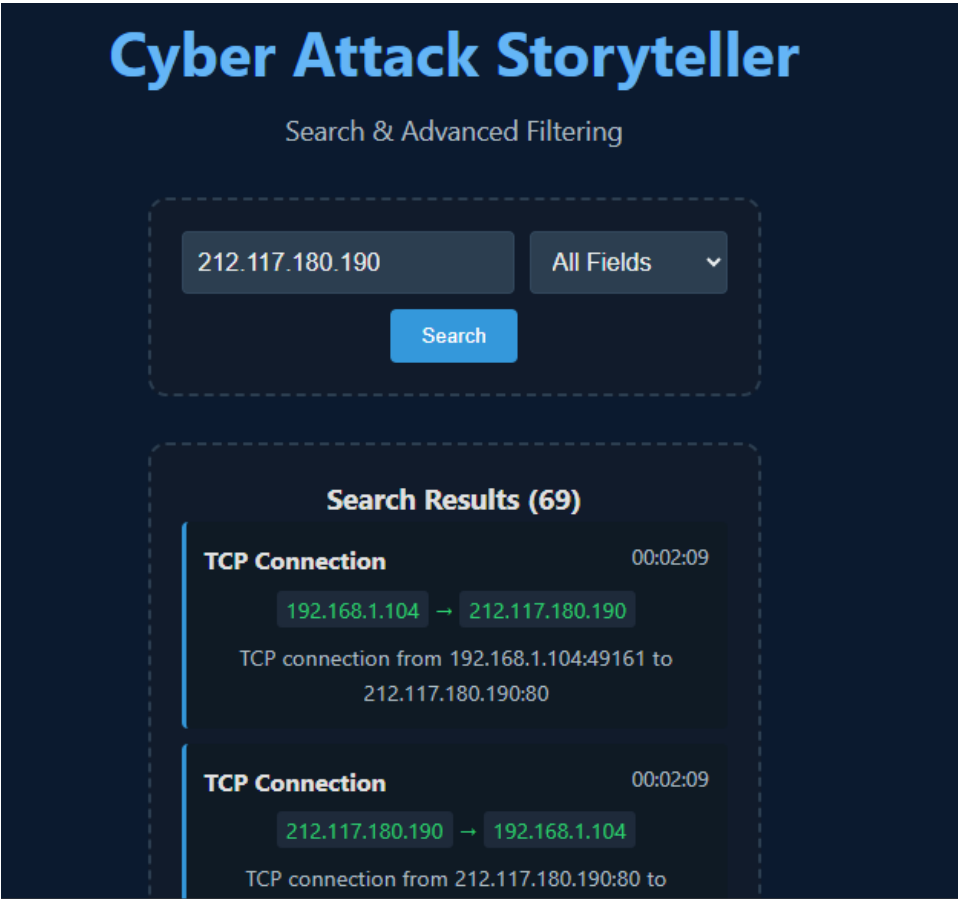 Cyber Attack Storyteller
Search & Advanced Filtering
212.117.180.190
All Fields
Search
Search Results (69)
TCP Connection
00:02:09
192.168.1.104 → 212.117.180.190
TCP connection from 192.168.1.104:49161 to
212.117.180.190:80
TCP Connection
00:02:09
212.117.180.190 → 192.168.1.104
TCP connection from 212.117.180.190:80 to